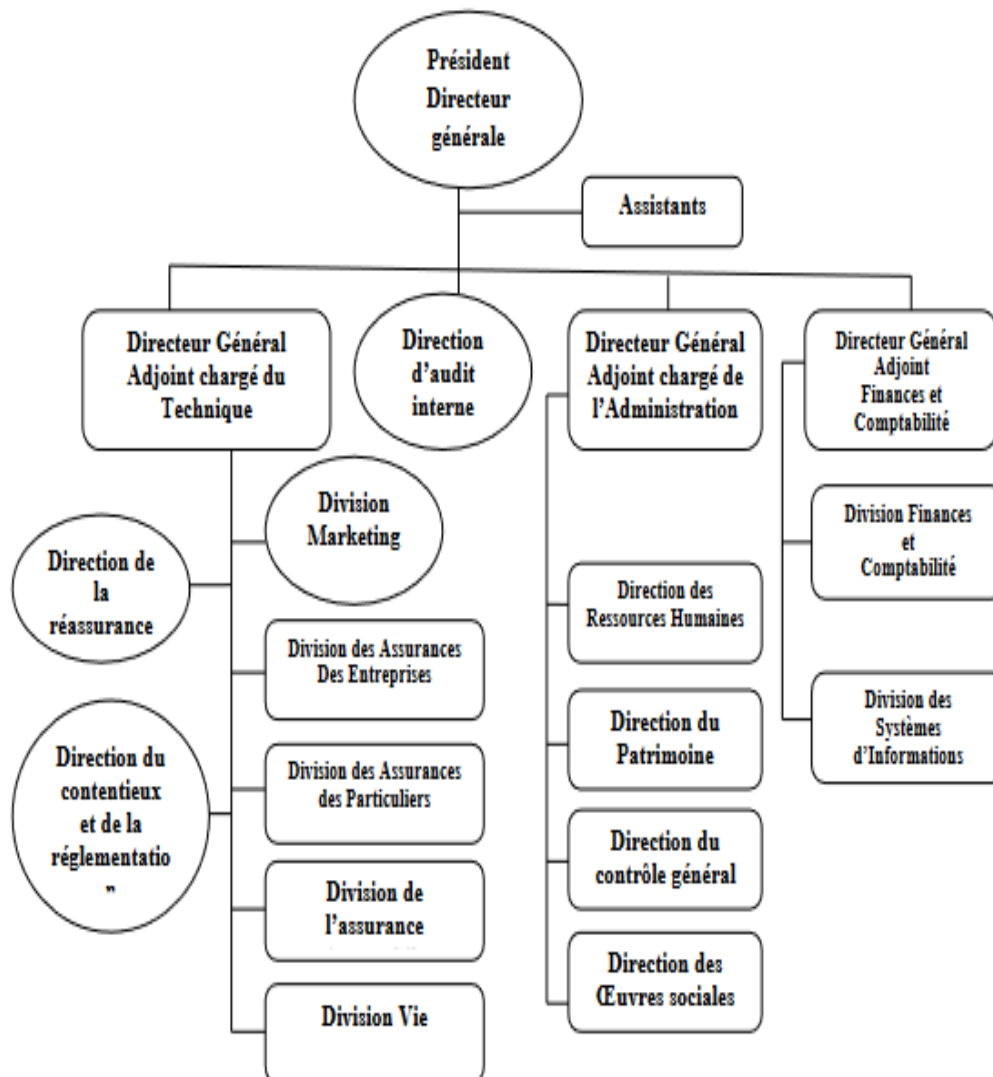 Président
Directeur
générale
Assistants
Directeur Général
Adjoint chargé du
Technique
Direction
d’audit
interne
Directeur Général
Adjoint chargé de
l’Administration
Directeur Général
Adjoint
Finances et
Comptabilité
Division
Marketing
Direction de
la
réassurance
Division des Assurances
Des Entreprises
Direction du
contentieux
et de la
réglementatio
Division des Assurances
des Particuliers
Division de
l’assurance
Division Vie
Direction des
Ressources Humaines
Direction du
Patrimoine
Direction du
contrôle général
Direction des
Œuvres sociales
Division Finances
et
Comptabilité
Division des
Systèmes
d’Informations